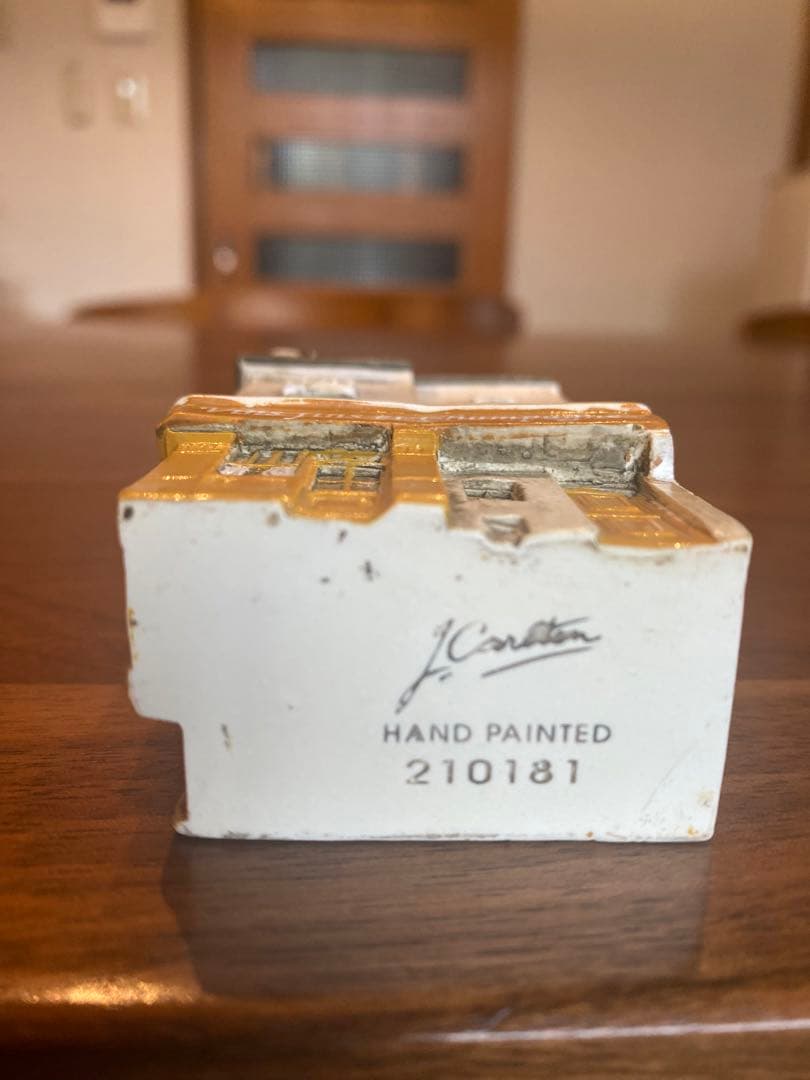 J. Carlton
HAND PAINTED
210181